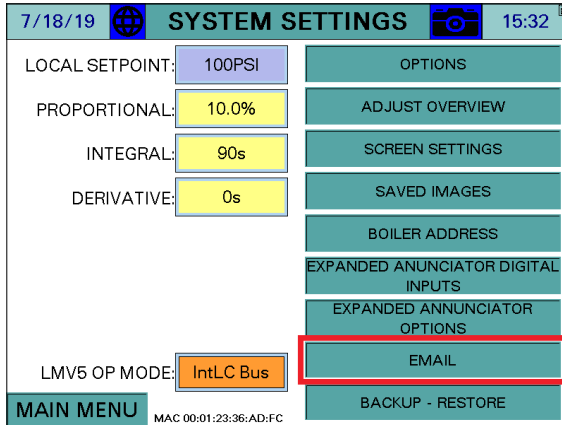 7/18/19 SYSTEM SETTINGS 15:32
LOCAL SETPOINT: 100PSI
OPTIONS
PROPORTIONAL: 10.0%
ADJUST OVERVIEW
INTEGRAL: 90s
SCREEN SETTINGS
DERIVATIVE: 0s
SAVED IMAGES
BOILER ADDRESS
EXPANDED ANUNCIATOR DIGITAL
INPUTS
EXPANDED ANNUNCIATOR
OPTIONS
LMV5 OP MODE: IntLC Bus
EMAIL
MAIN MENU MAC 00:01:23:36:AD:FC
BACKUP - RESTORE